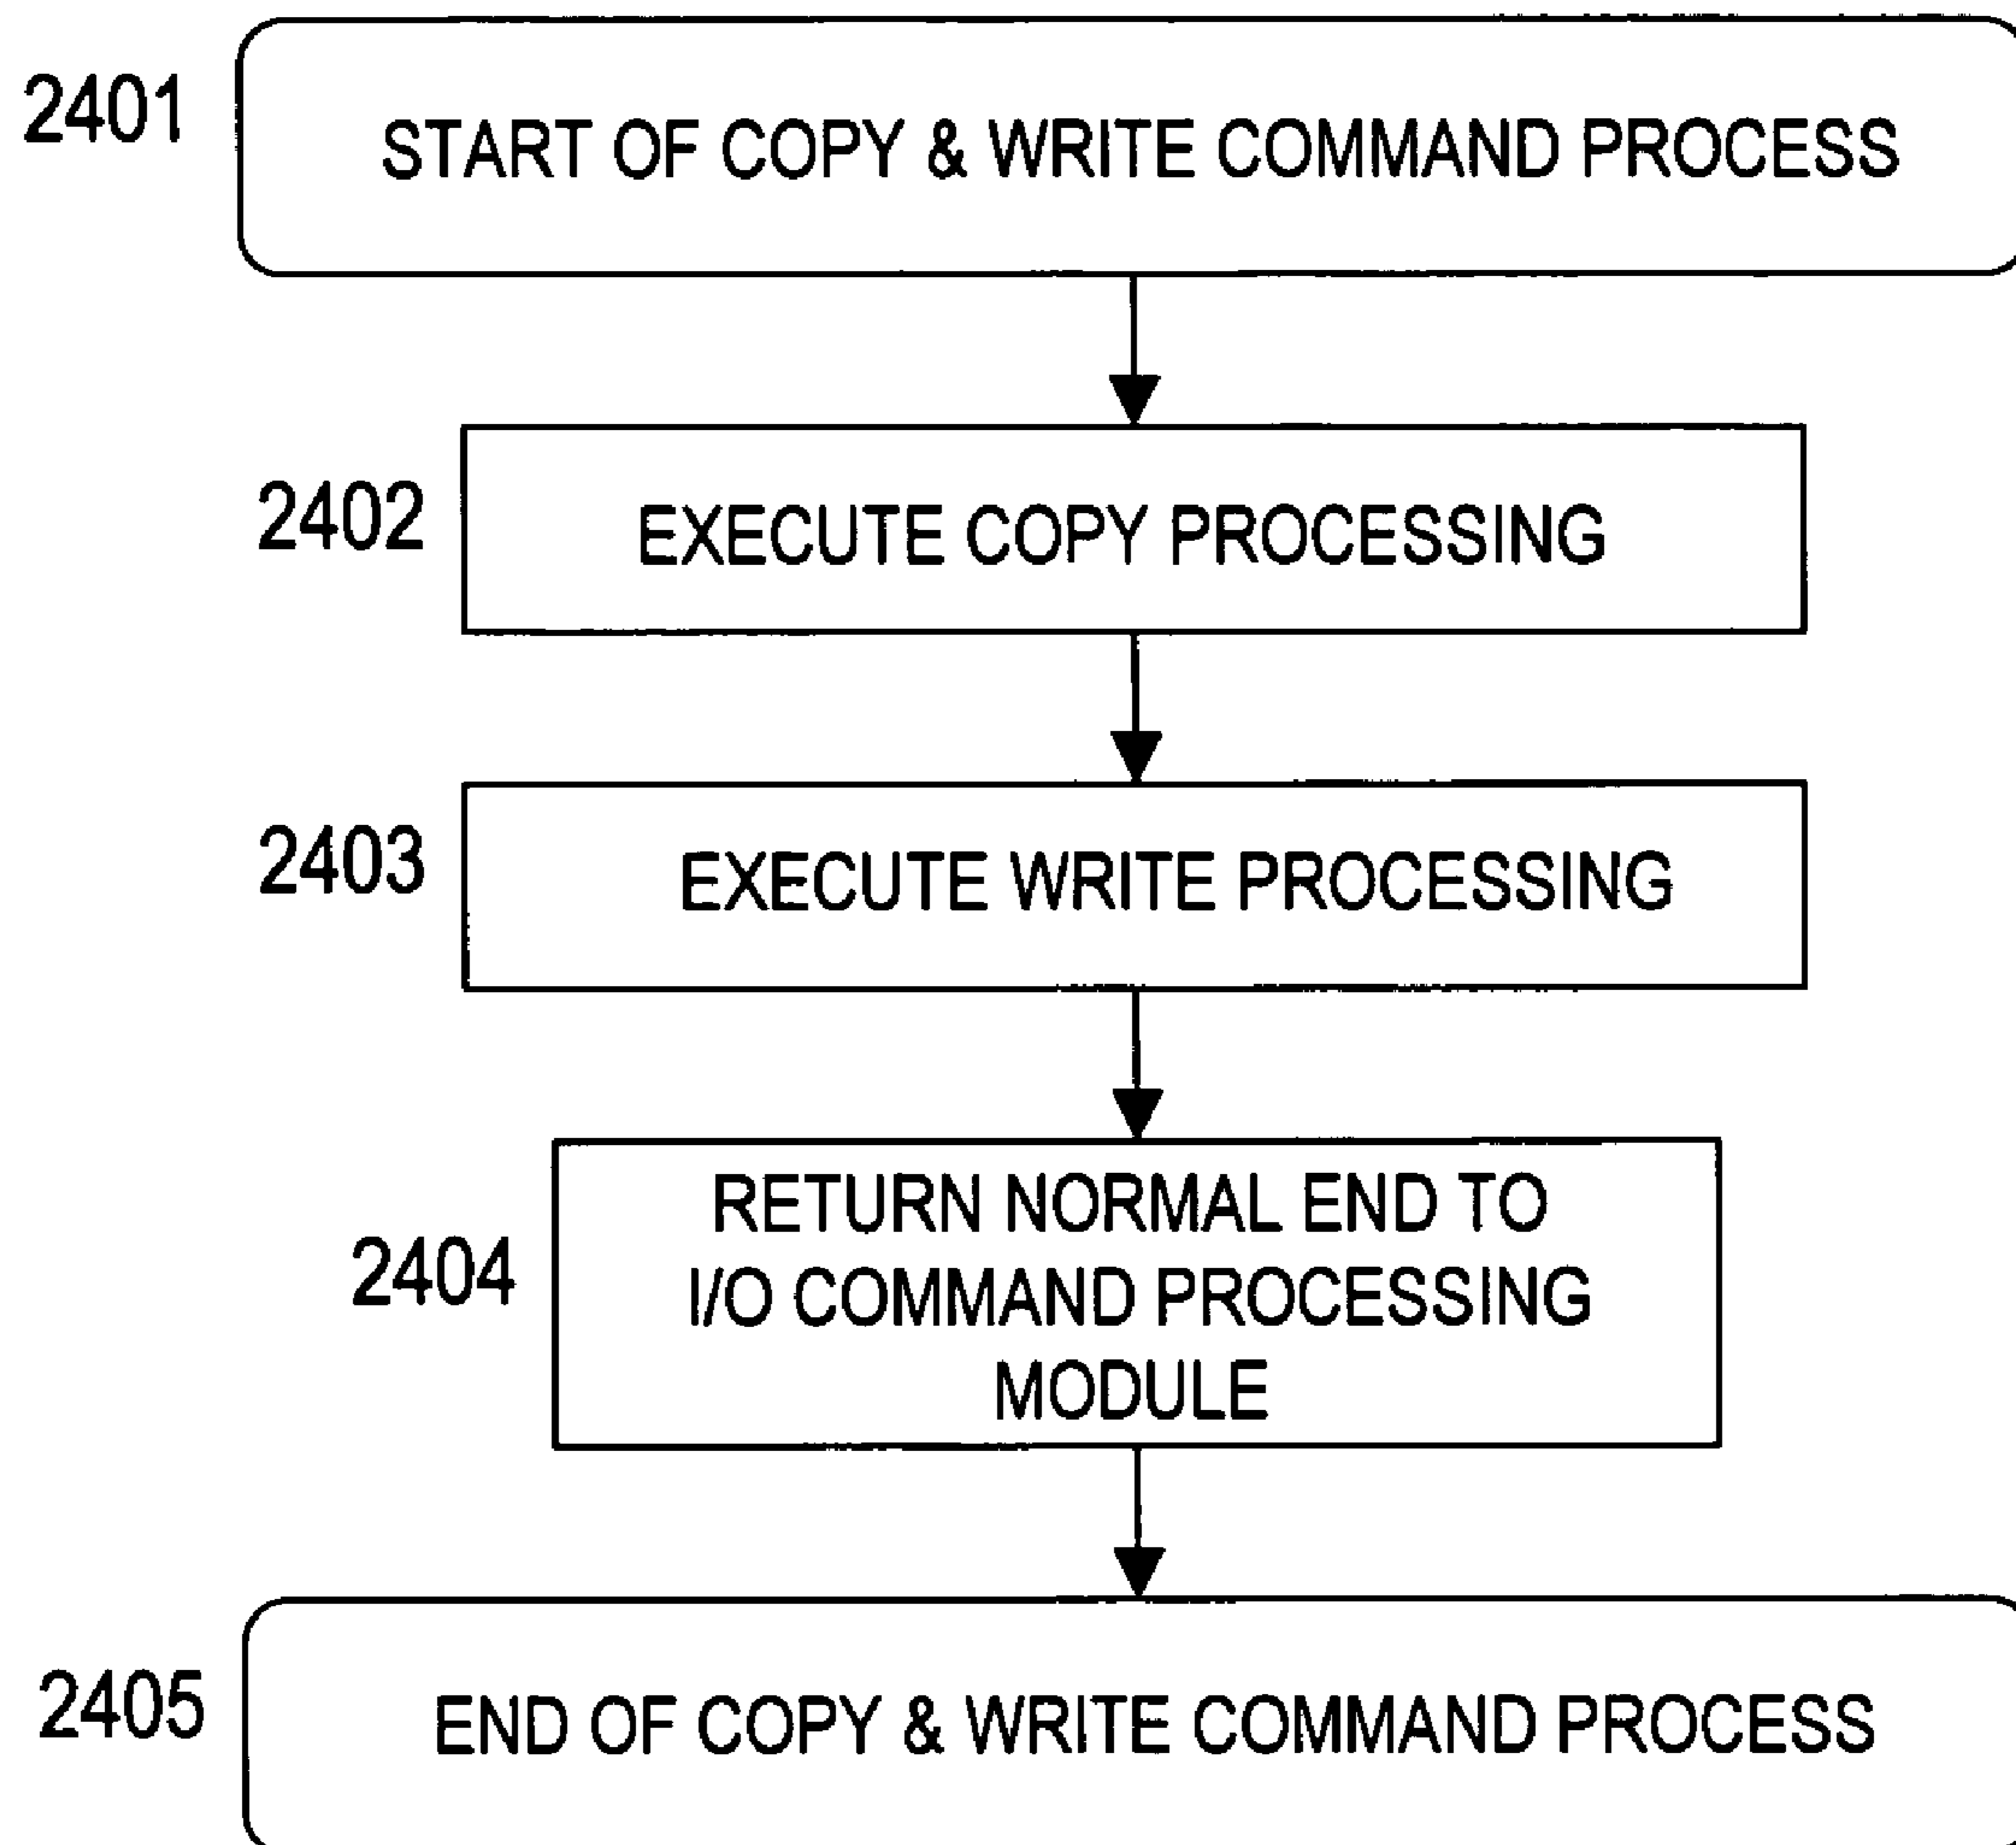 2401
START OF COPY & WRITE COMMAND PROCESS
2402
EXECUTE COPY PROCESSING
2403
EXECUTE WRITE PROCESSING
2404
RETURN NORMAL END TO
I/O COMMAND PROCESSING
MODULE
2405
END OF COPY & WRITE COMMAND PROCESS